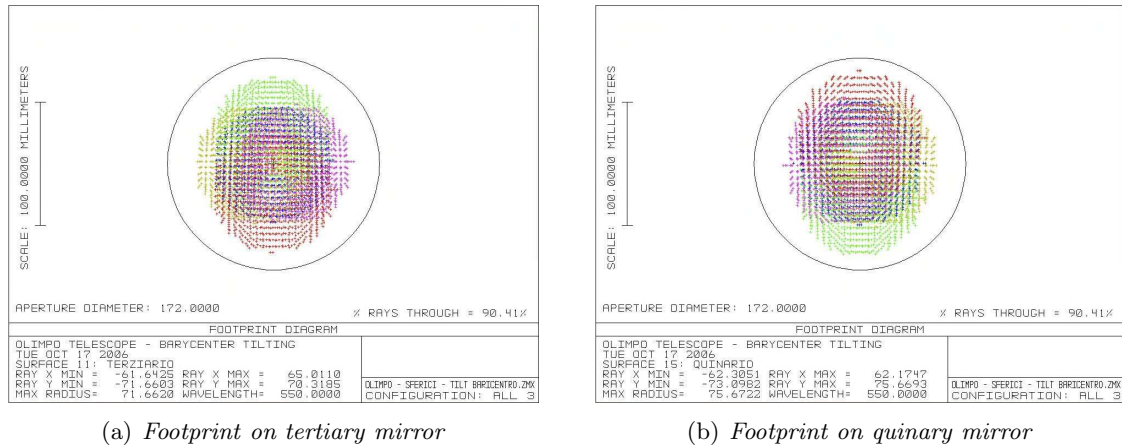 SCALE: 100.0000 MILLIMETERS
APERTURE DIAMETER: 172.0000
% RAYS THROUGH = 90.41%
FOOTPRINT DIAGRAM
OLIMPO TELESCOPE - BARYCENTER TILTING
TUE OCT 17 2006
SURFACE 11: TERZIARIO
RAY X MIN = -61.6425 RAY X MAX = 65.0110
RAY Y MIN = -71.6603 RAY Y MAX = 70.3185
MAX RADIUS= 71.6620 WAVELENGTH= 550.0000
OLIMPO - SFERICI - TILT BARICENTRO.ZMX
CONFIGURATION: ALL 3
(a) Footprint on tertiary mirror
SCALE: 100.0000 MILLIMETERS
APERTURE DIAMETER: 172.0000
% RAYS THROUGH = 90.41%
FOOTPRINT DIAGRAM
OLIMPO TELESCOPE - BARYCENTER TILTING
TUE OCT 17 2006
SURFACE 15: QUINARIO
RAY X MIN = -62.3051 RAY X MAX = 62.1747
RAY Y MIN = -73.0982 RAY Y MAX = 75.6693
MAX RADIUS= 75.6722 WAVELENGTH= 550.0000
OLIMPO - SFERICI - TILT BARICENTRO.ZMX
CONFIGURATION: ALL 3
(b) Footprint on quinary mirror